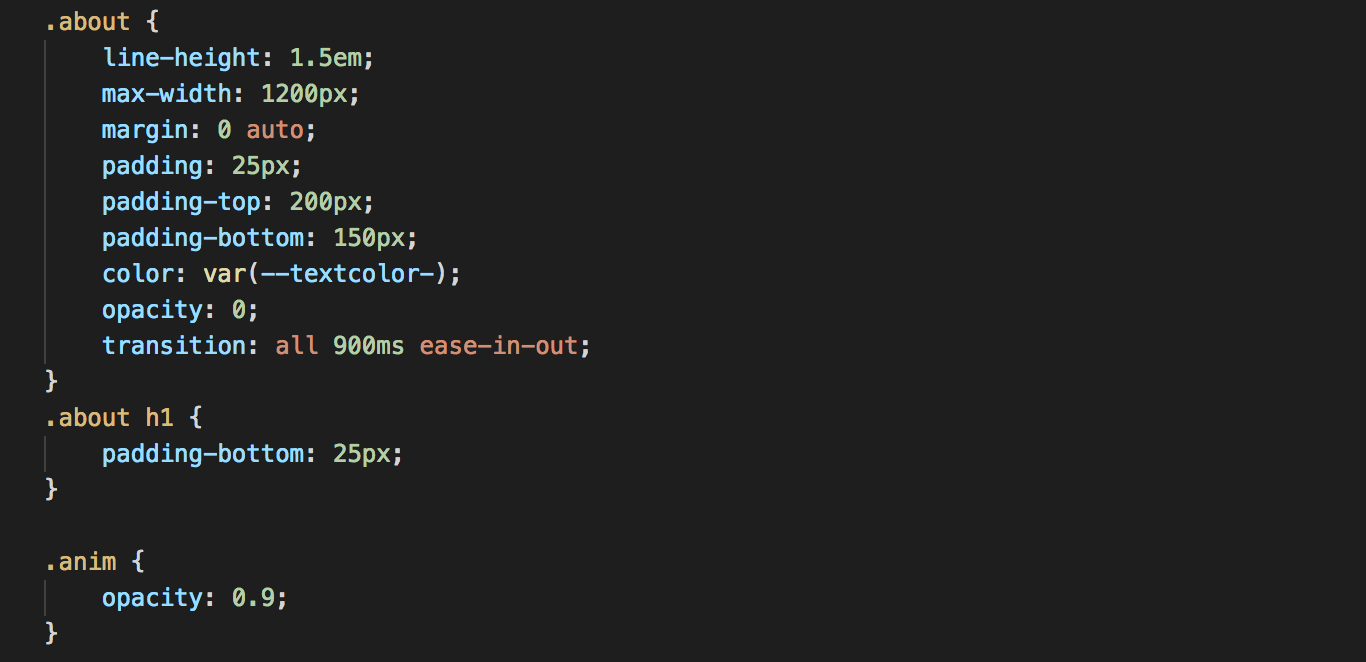 .about {
    line-height: 1.5em;
    max-width: 1200px;
    margin: 0 auto;
    padding: 25px;
    padding-top: 200px;
    padding-bottom: 150px;
    color: var(--textcolor-);
    opacity: 0;
    transition: all 900ms ease-in-out;
}
.about h1 {
    padding-bottom: 25px;
}

.anim {
    opacity: 0.9;
}